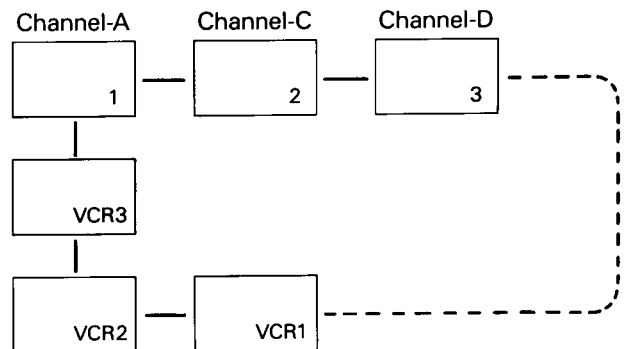 Channel-A Channel-C Channel-D
1 2 3
VCR3
VCR2 VCR1